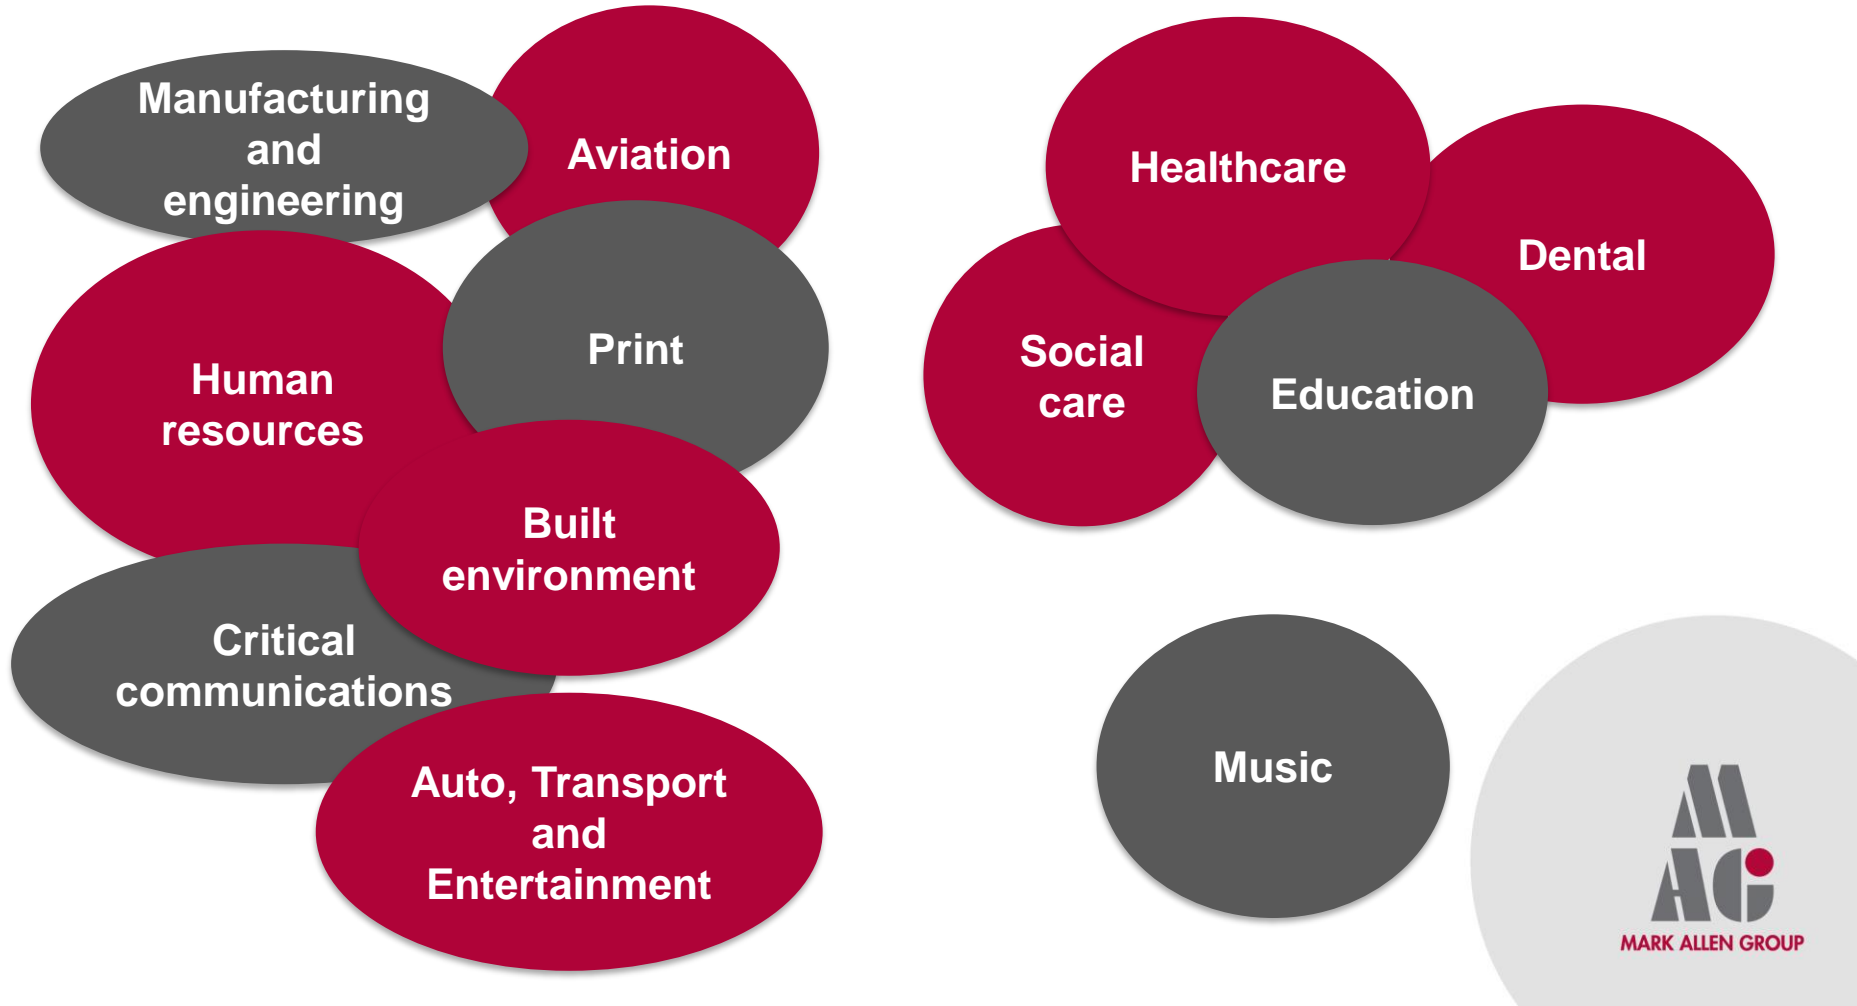 Manufacturing
and
engineering
Aviation
Human
resources
Print
Built
environment
Critical
communications
Auto, Transport
and
Entertainment
Healthcare
Dental
Social
care
Education
Music
M
AG
MARK ALLEN GROUP